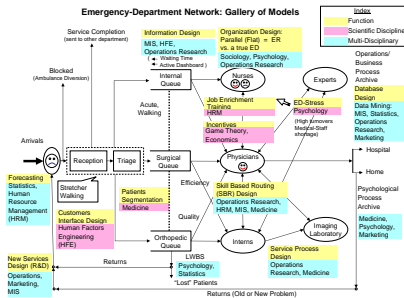 Emergency-Department Network: Gallery of Models
Index
Function
Scientific Discipline
Multi-Disciplinary
Service Completion
(sent to other department)
Information Design
MIS, HFE,
Operations Research
( Waiting Time
Active Dashboard )
Organization Design:
Parallel (Flat) = ER
vs. a true ED
Sociology, Psychology,
Operations Research
Blocked
(Ambulance Diversion)
Internal
Queue
Nurses
Experts
Operations/
Business
Process
Archive
Database
Design
Data Mining:
MIS, Statistics,
Operations
Research,
Marketing
Acute,
Walking
Job Enrichment
Training
HRM
ED-Stress
Psychology
(High turnovers
Medical-Staff
shortage)
Incentives
Game Theory,
Economics
Arrivals
Reception
Triage
Surgical
Queue
Physicians
Hospital
Home
Stretcher
Walking
Forecasting
Statistics,
Human
Resource
Management
(HRM)
Patients
Segmentation
Medicine
Efficiency
Skill Based Routing
(SBR) Design
Operations Research,
HRM, MIS, Medicine
Psychological
Process
Archive
Customers
Interface Design
Human Factors
Engineering
(HFE)
Quality
Imaging
Laboratory
Medicine,
Psychology,
Marketing
Orthopedic
Queue
Interns
Service Process
Design
Operations
Research, Medicine
New Services
Design (R&D)
Operations,
Marketing,
MIS
Returns
LWBS
Psychology,
Statistics
"Lost" Patients
Returns (Old or New Problem)